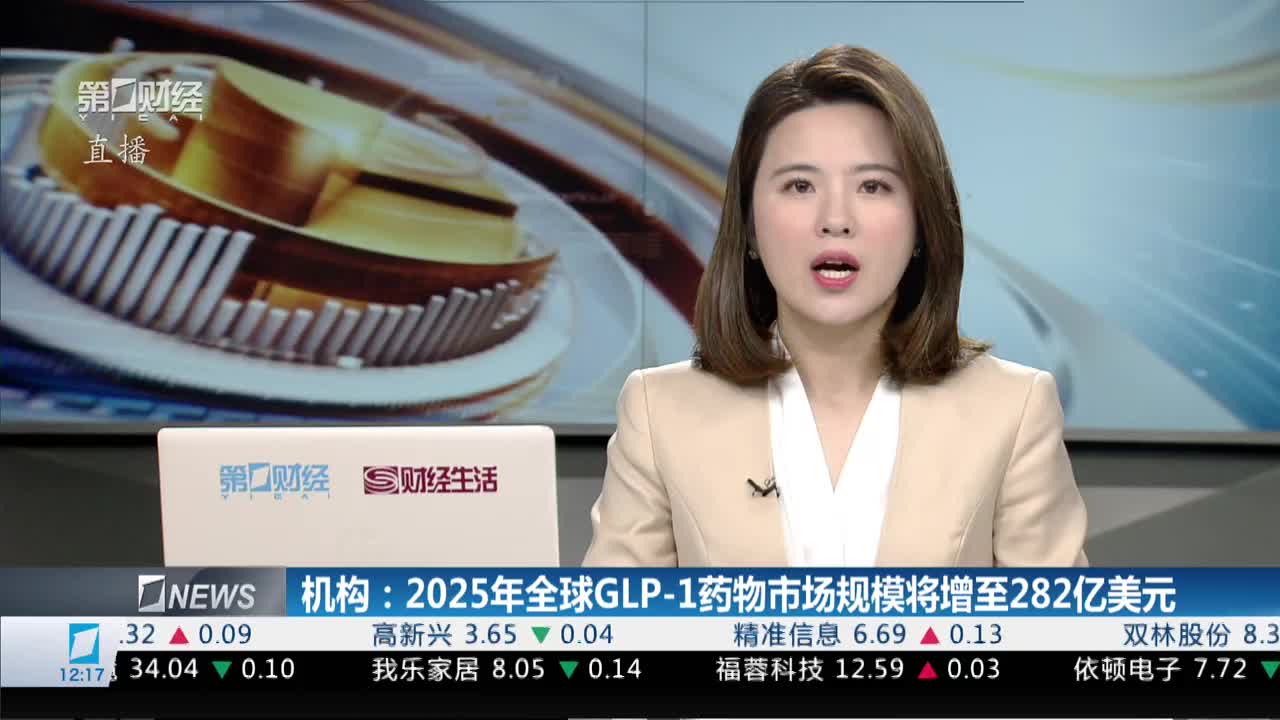 第一财经
YICAI
直播
第一财经
YICAI
财经生活
NEWS
机构：2025年全球GLP-1药物市场规模将增至282亿美元
.32 ▲ 0.09 高新兴 3.65 ▼ 0.04 精准信息 6.69 ▲ 0.13 双林股份 8.3
12:17
34.04 ▼ 0.10 我乐家居 8.05 ▼ 0.14 福蓉科技 12.59 ▲ 0.03 依顿电子 7.72 ▼